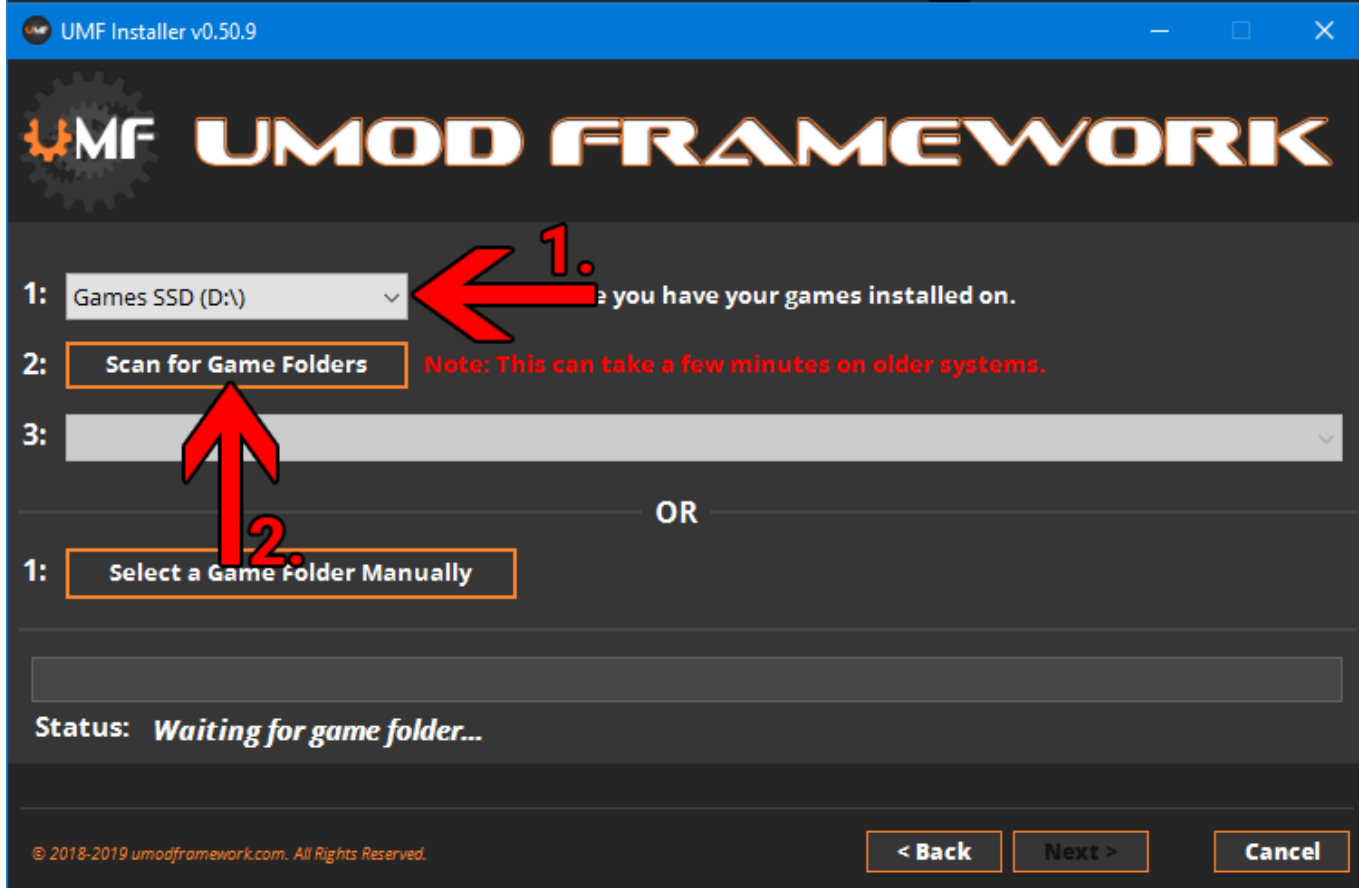 UMF Installer v0.50.9
UMF UMOD FRAMEWORK
1.
1: Games SSD (D:\) you have your games installed on.
2: Scan for Game Folders Note: This can take a few minutes on older systems.
3:
OR
2.
1: Select a Game Folder Manually
Status: Waiting for game folder...
© 2018-2019 umodframework.com. All Rights Reserved. < Back Next > Cancel